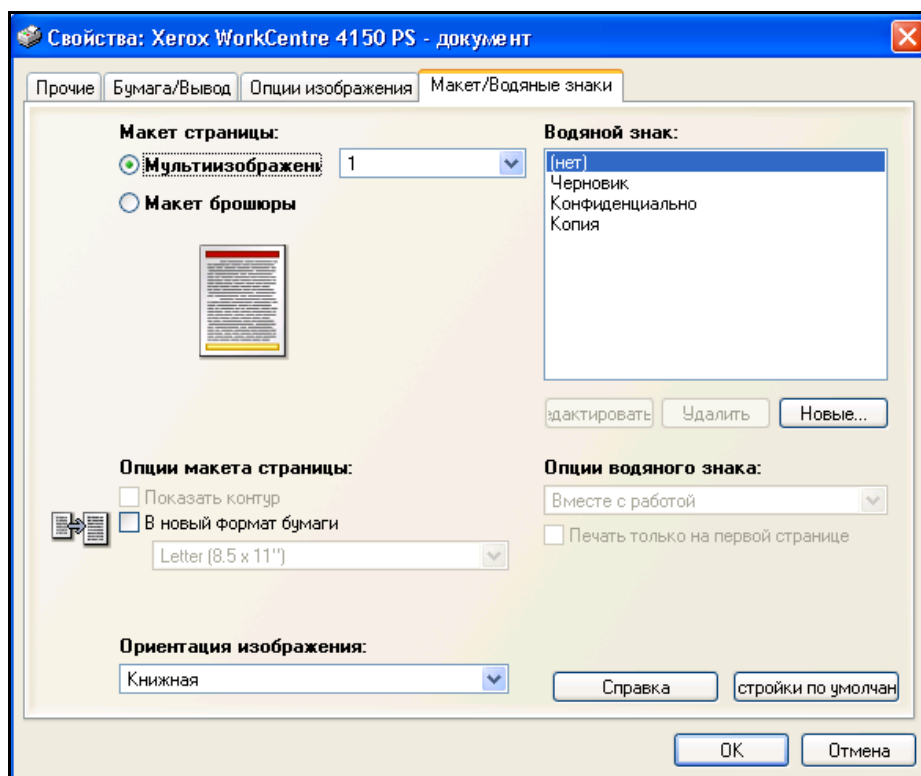 Свойства: Xerox WorkCentre 4150 PS - документ
Прочие
Бумага/Вывод
Опции изображения
Макет/Водяные знаки
Макет страницы:
Мультиизображени
1
Макет брошюры
Водяной знак:
(нет)
Черновик
Конфиденциально
Копия
едактировать
Удалить
Новые...
Опции макета страницы:
Показать контур
В новый формат бумаги
Letter (8.5 x 11")
Опции водяного знака:
Вместе с работой
Печать только на первой странице
Ориентация изображения:
Книжная
Справка
стройки по умолчан
OK
Отмена